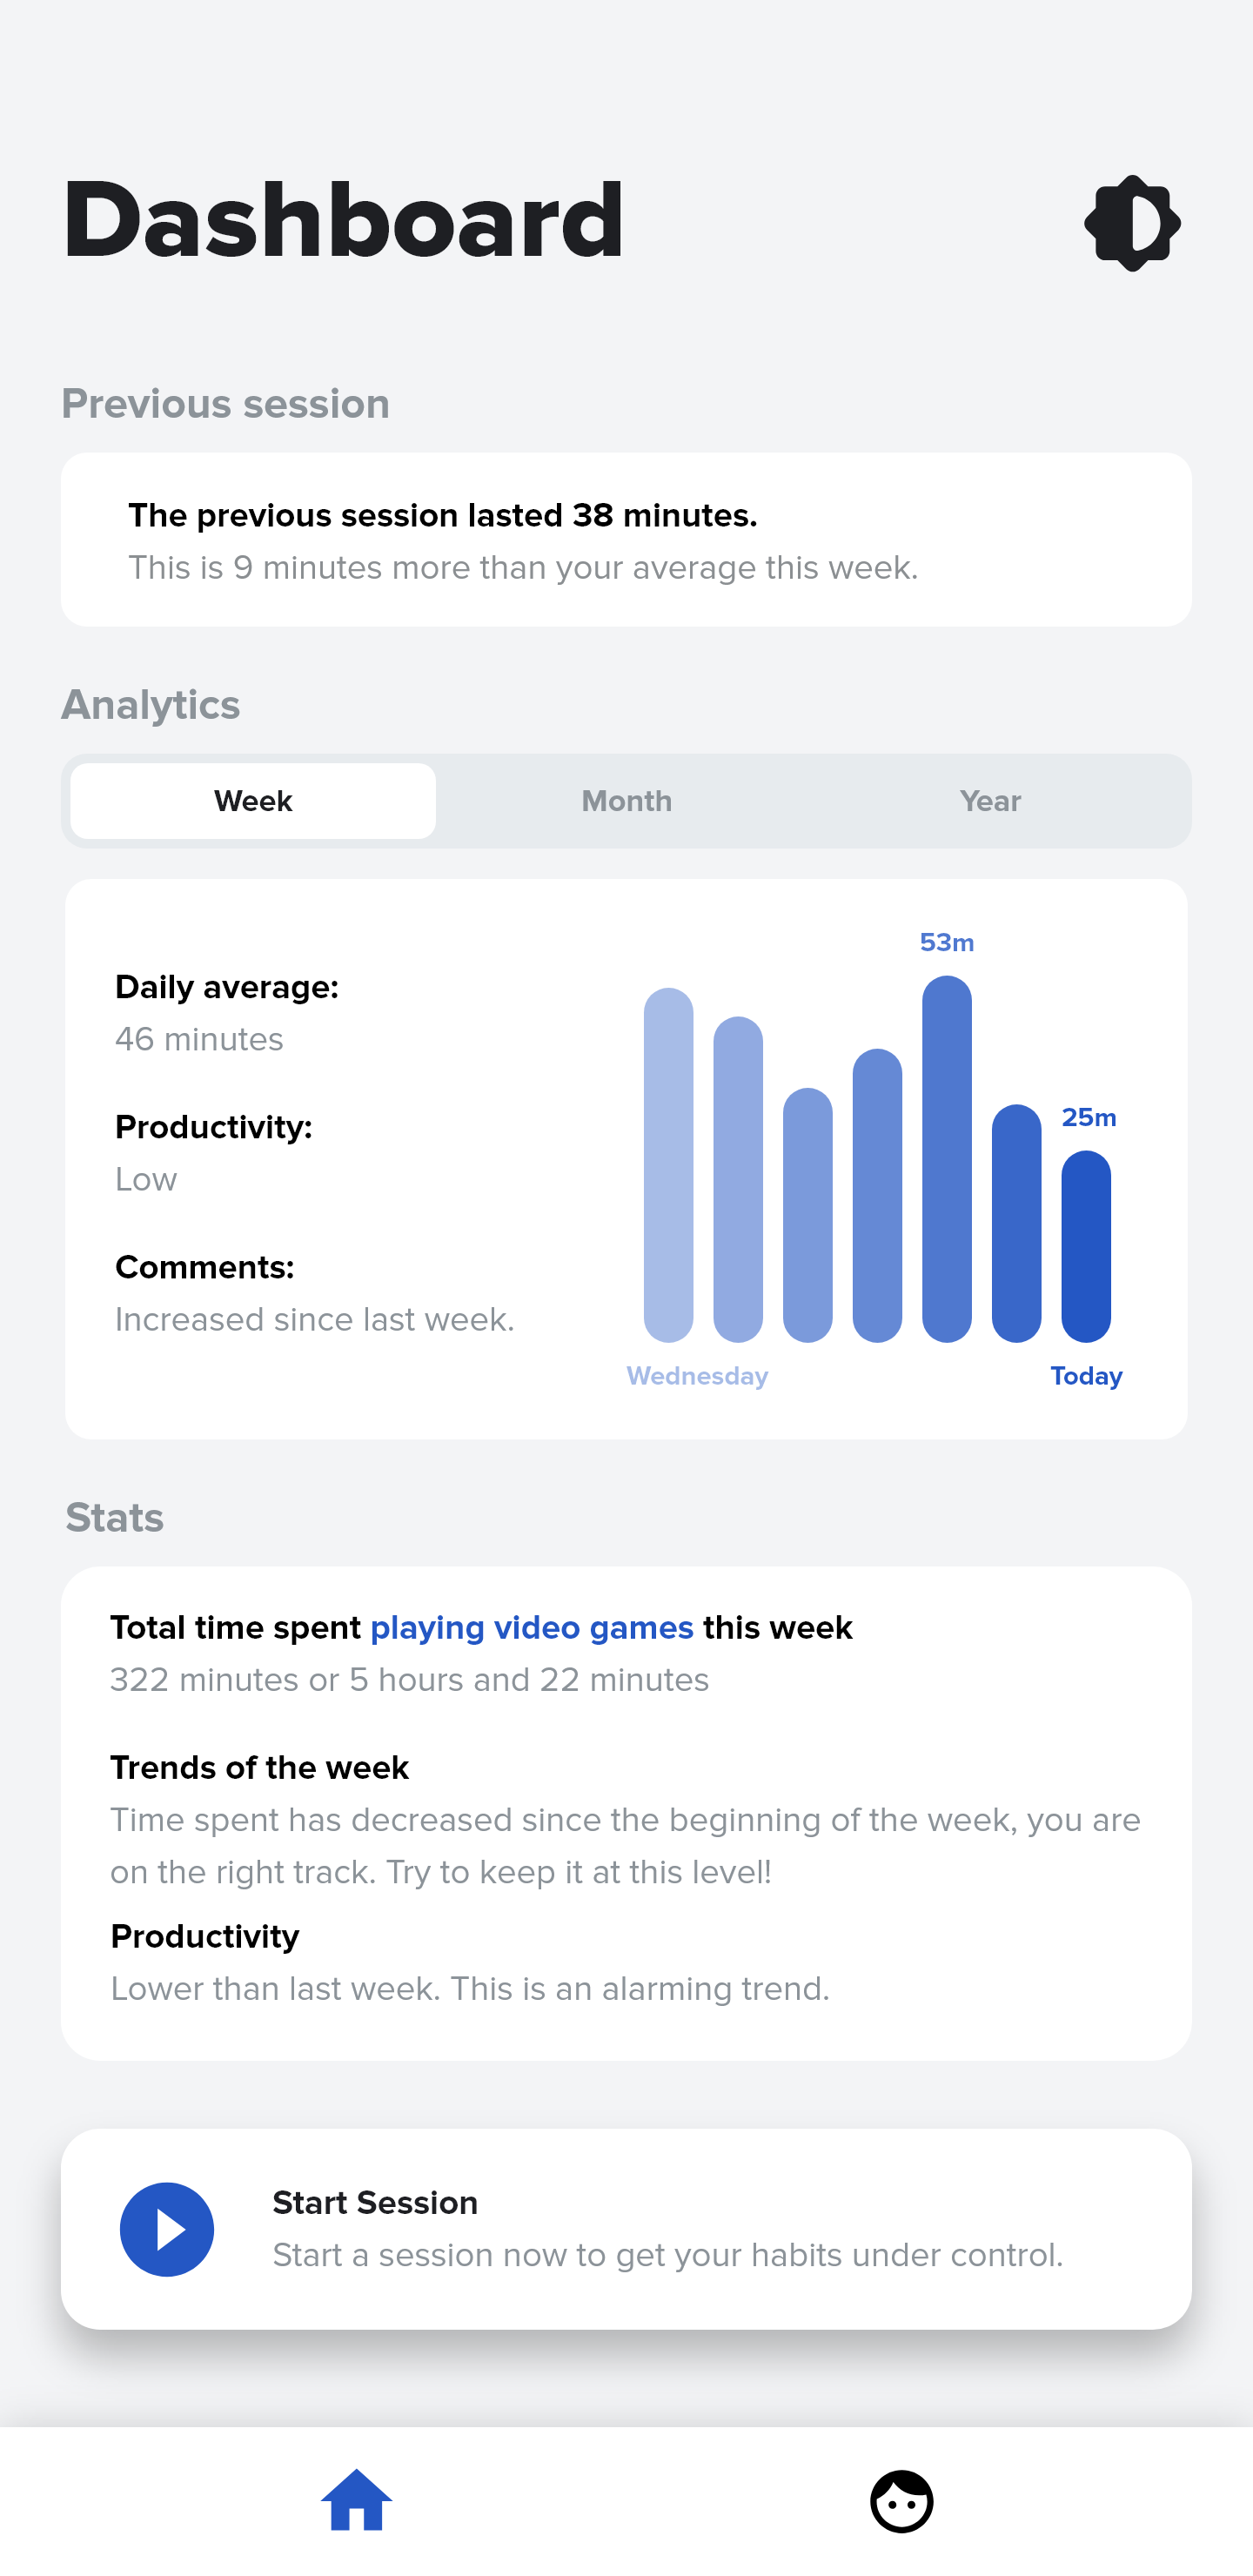 Dashboard
Previous session
The previous session lasted 38 minutes.
This is 9 minutes more than your average this week.
Analytics
Week Month Year
Daily average:
46 minutes
Productivity:
Low
Comments:
Increased since last week.
53m
25m
Wednesday Today
Stats
Total time spent playing video games this week
322 minutes or 5 hours and 22 minutes
Trends of the week
Time spent has decreased since the beginning of the week, you are
on the right track. Try to keep it at this level!
Productivity
Lower than last week. This is an alarming trend.
Start Session
Start a session now to get your habits under control.